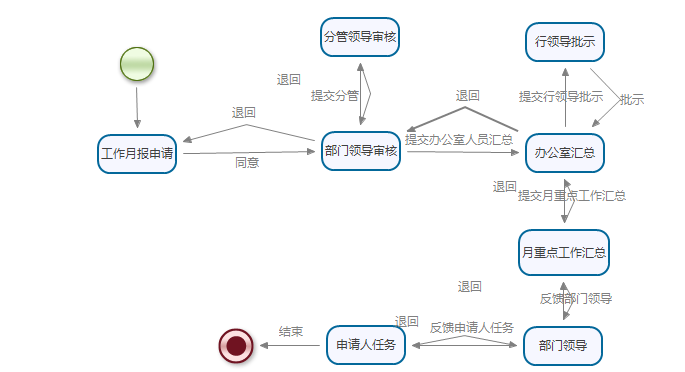 分管领导审核
行领导批示
退回
提交分管
退回
提交行领导批示
批示
退回
工作月报申请
同意
部门领导审核
提交办公室人员汇总
办公室汇总
退回
提交月重点工作汇总
月重点工作汇总
退回
反馈部门领导
结束
申请人任务
退回
反馈申请人任务
部门领导